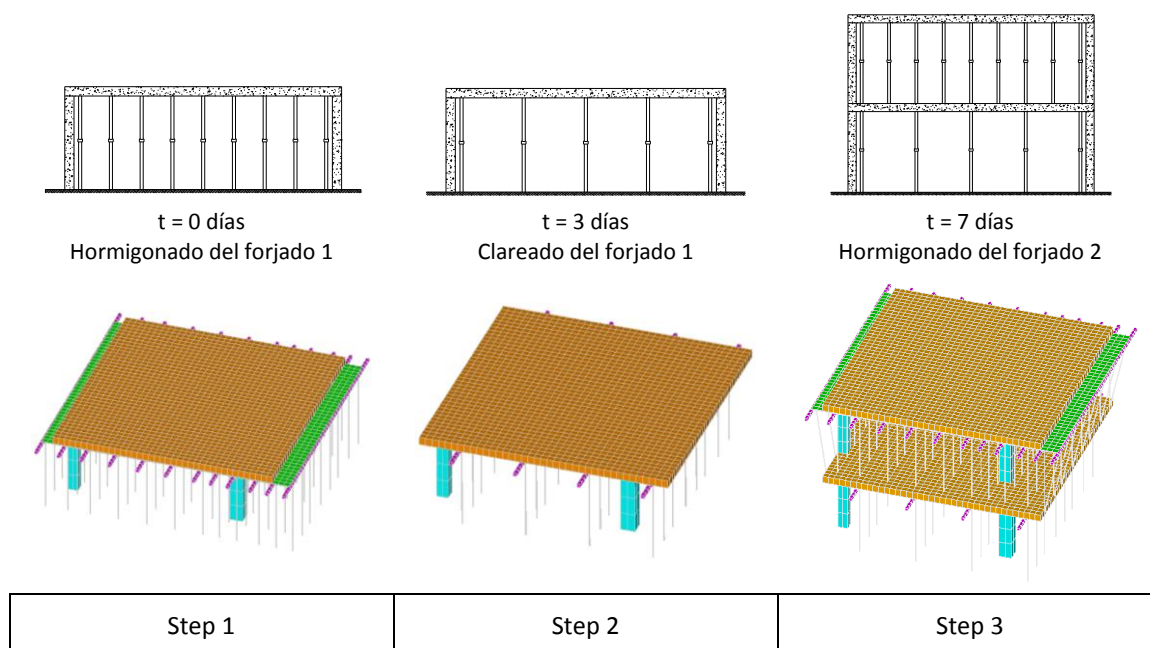 t = 0 días
Hormigonado del forjado 1
t = 3 días
Clareado del forjado 1
t = 7 días
Hormigonado del forjado 2
Step 1
Step 2
Step 3